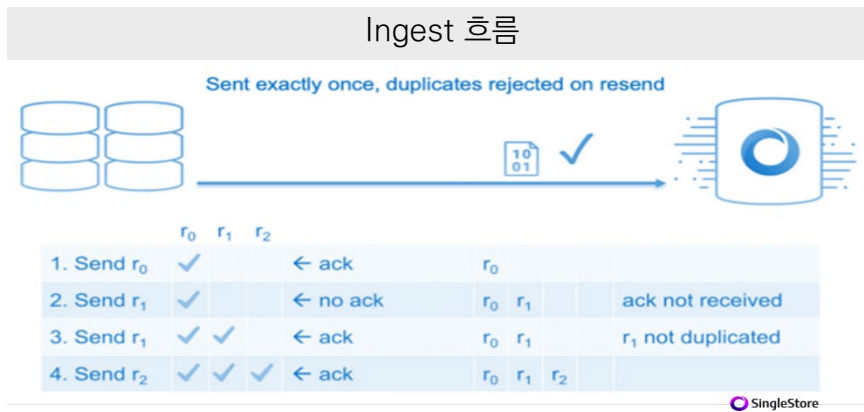 Ingest 흐름
Sent exactly once, duplicates rejected on resend
10
01
r₀ r₁ r₂
1. Send r₀ ✓ ← ack r₀
2. Send r₁ ✓ ← no ack r₀ r₁ ack not received
3. Send r₁ ✓ ✓ ← ack r₀ r₁ r₁ not duplicated
4. Send r₂ ✓ ✓ ✓ ← ack r₀ r₁ r₂
SingleStore